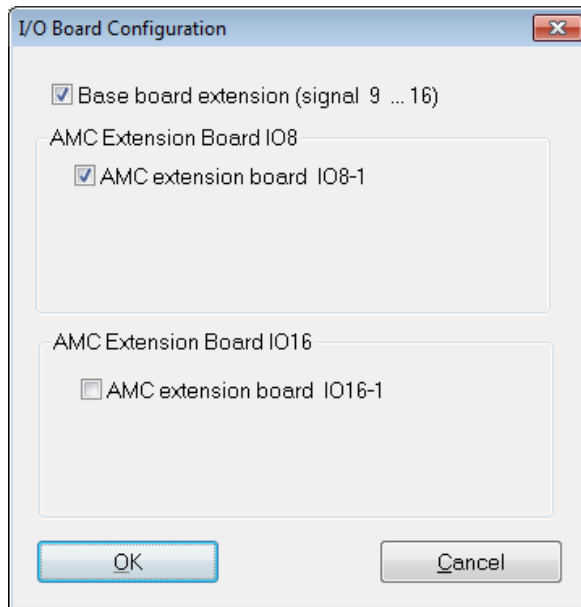 I/O Board Configuration
Base board extension (signal 9 ... 16)
AMC Extension Board IO8
AMC extension board IO8-1
AMC Extension Board IO16
AMC extension board IO16-1
OK
Cancel